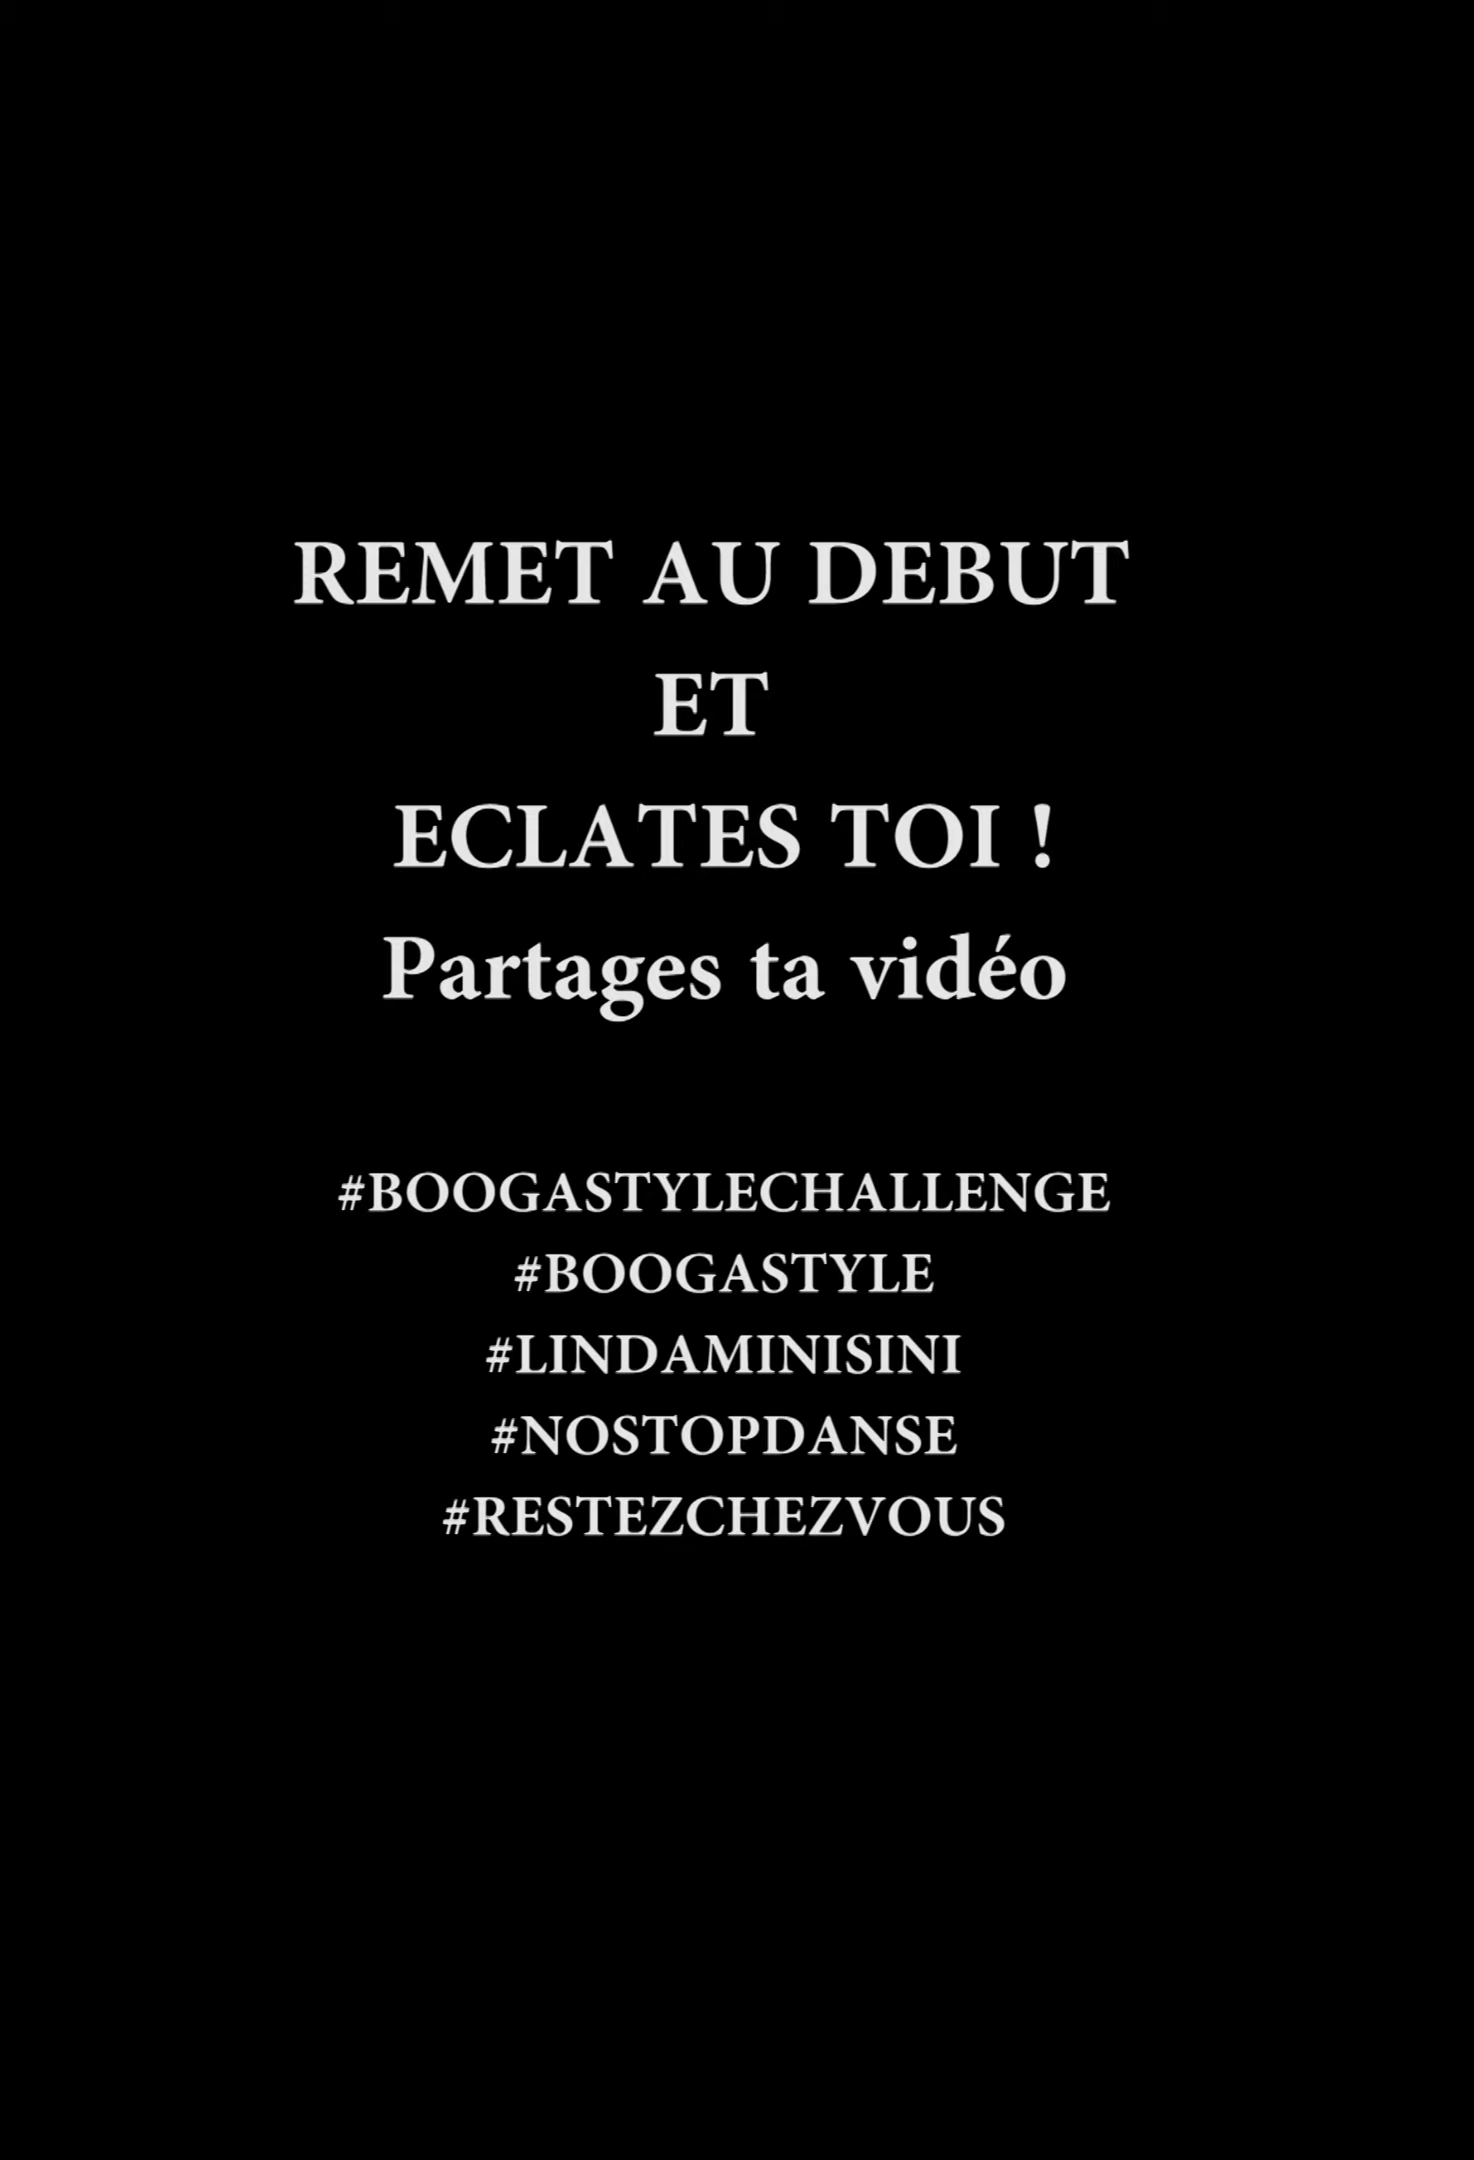 REMET AU DEBUT
ET
ECLATES TOI !
Partages ta vidéo
#BOOGASTYLECHALLENGE
#BOOGASTYLE
#LINDAMINISINI
#NOSTOPDANSE
#RESTEZCHEZVOUS